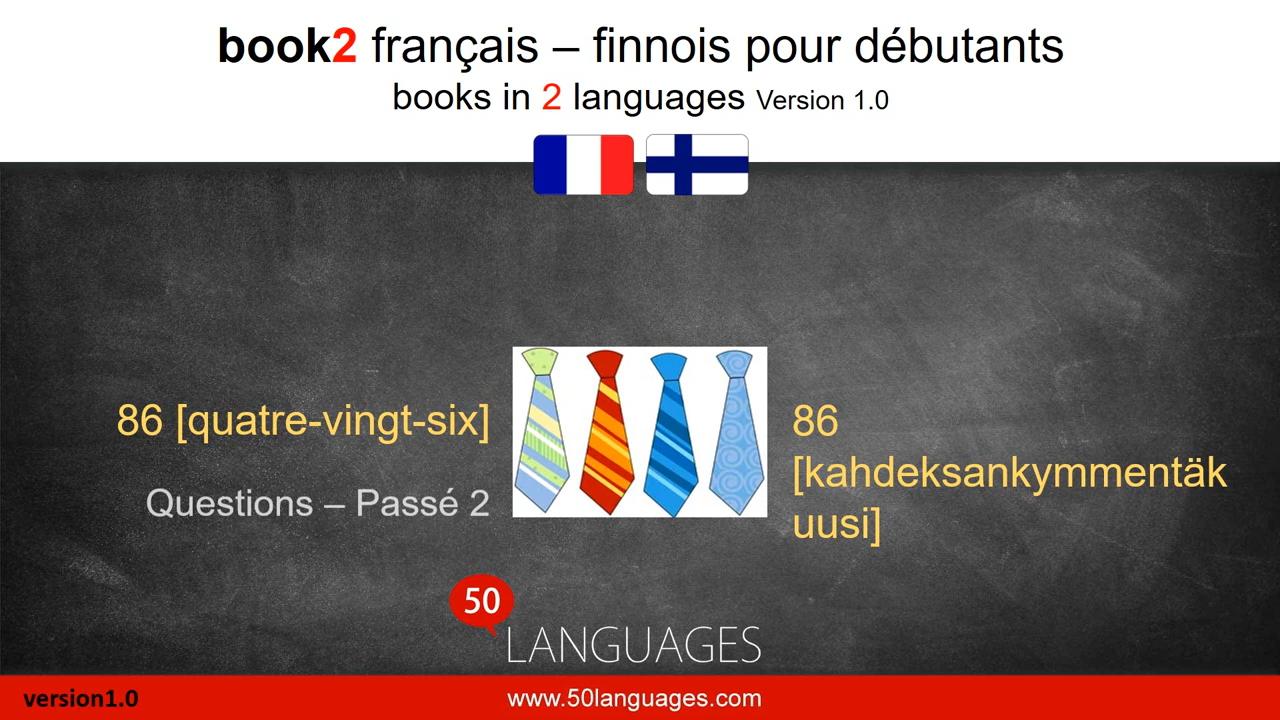 book2 français – finnois pour débutants
books in 2 languages Version 1.0
86 [quatre-vingt-six]
Questions – Passé 2
86
[kahdeksankymmentäk
uusi]
50
LANGUAGES
version1.0
www.50languages.com